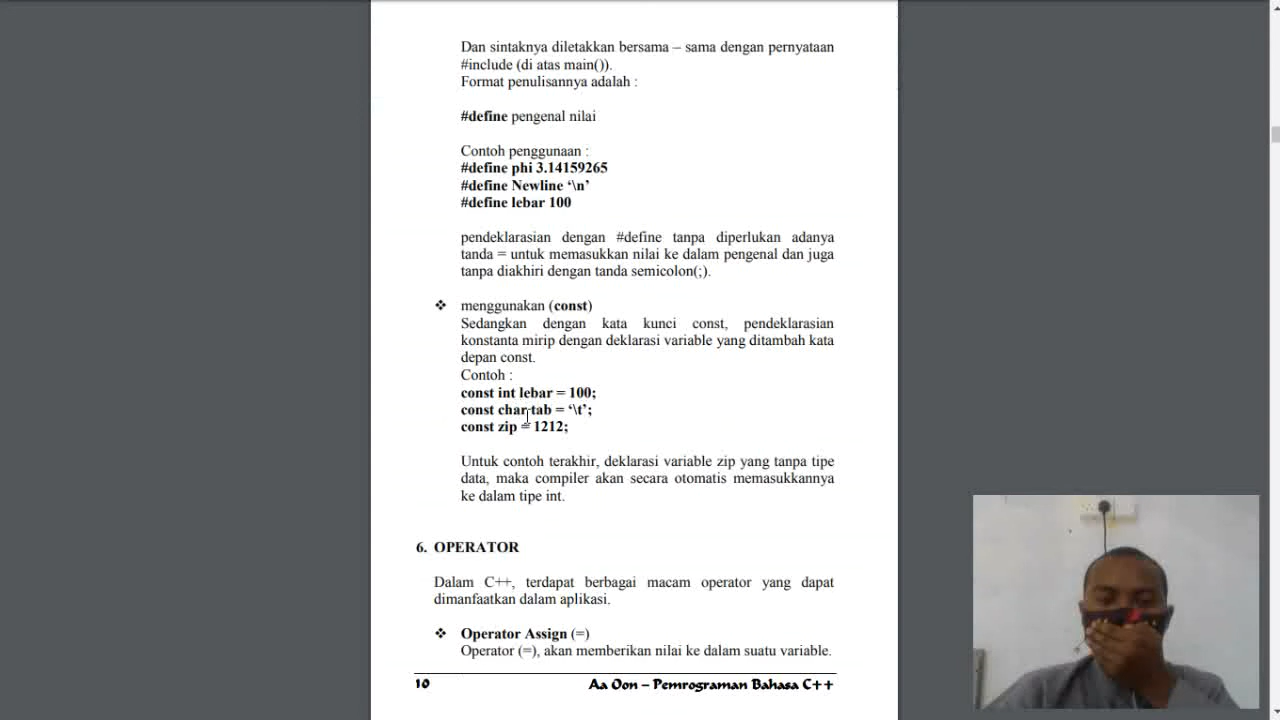 Dan sintaknya diletakkan bersama – sama dengan pernyataan
#include (di atas main()).
Format penulisannya adalah :
#define pengenal nilai
Contoh penggunaan :
#define phi 3.14159265
#define Newline ‘\n’
#define lebar 100
pendeklarasian dengan #define tanpa diperlukan adanya
tanda = untuk memasukkan nilai ke dalam pengenal dan juga
tanpa diakhiri dengan tanda semicolon(;).
❖ menggunakan (const)
Sedangkan dengan kata kunci const, pendeklarasian
konstanta mirip dengan deklarasi variable yang ditambah kata
depan const.
Contoh :
const int lebar = 100;
const char tab = ‘\t’;
const zip = 1212;
Untuk contoh terakhir, deklarasi variable zip yang tanpa tipe
data, maka compiler akan secara otomatis memasukkannya
ke dalam tipe int.
6. OPERATOR
Dalam C++, terdapat berbagai macam operator yang dapat
dimanfaatkan dalam aplikasi.
❖ Operator Assign (=)
Operator (=), akan memberikan nilai ke dalam suatu variable.
10 Aa Oon – Pemrograman Bahasa C++